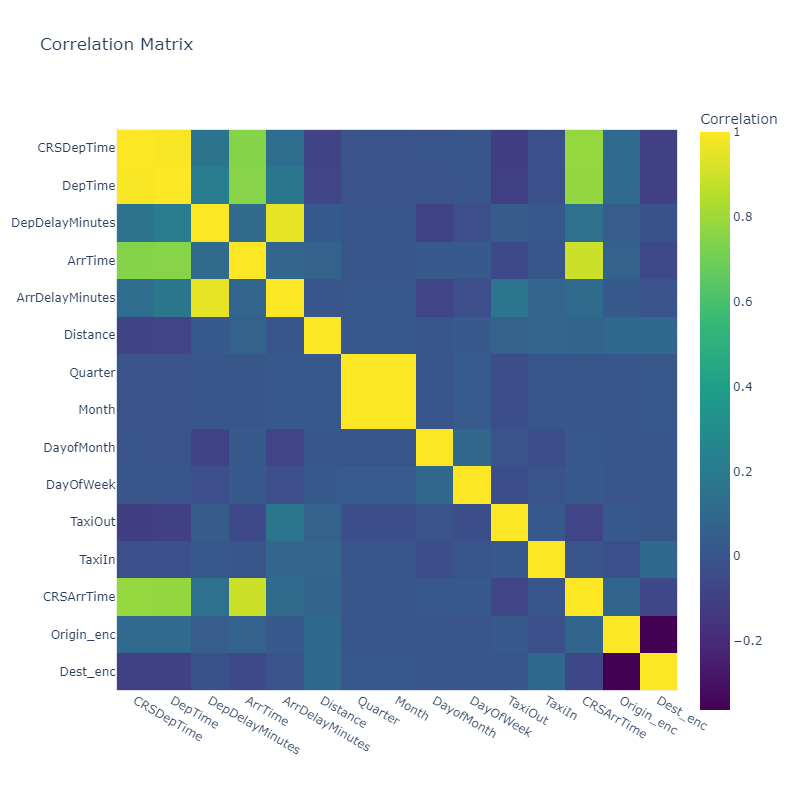 Correlation Matrix
Correlation
CRSDepTime
DepTime
DepDelayMinutes
ArrTime
ArrDelayMinutes
Distance
Quarter
Month
DayofMonth
DayOfWeek
TaxiOut
TaxiIn
CRSArrTime
Origin_enc
Dest_enc
1
0.8
0.6
0.4
0.2
0
−0.2
CRSDepTime
DepTime
DepDelayMinutes
ArrTime
ArrDelayMinutes
Distance
Quarter
Month
DayofMonth
DayOfWeek
TaxiOut
TaxiIn
CRSArrTime
Origin_enc
Dest_enc